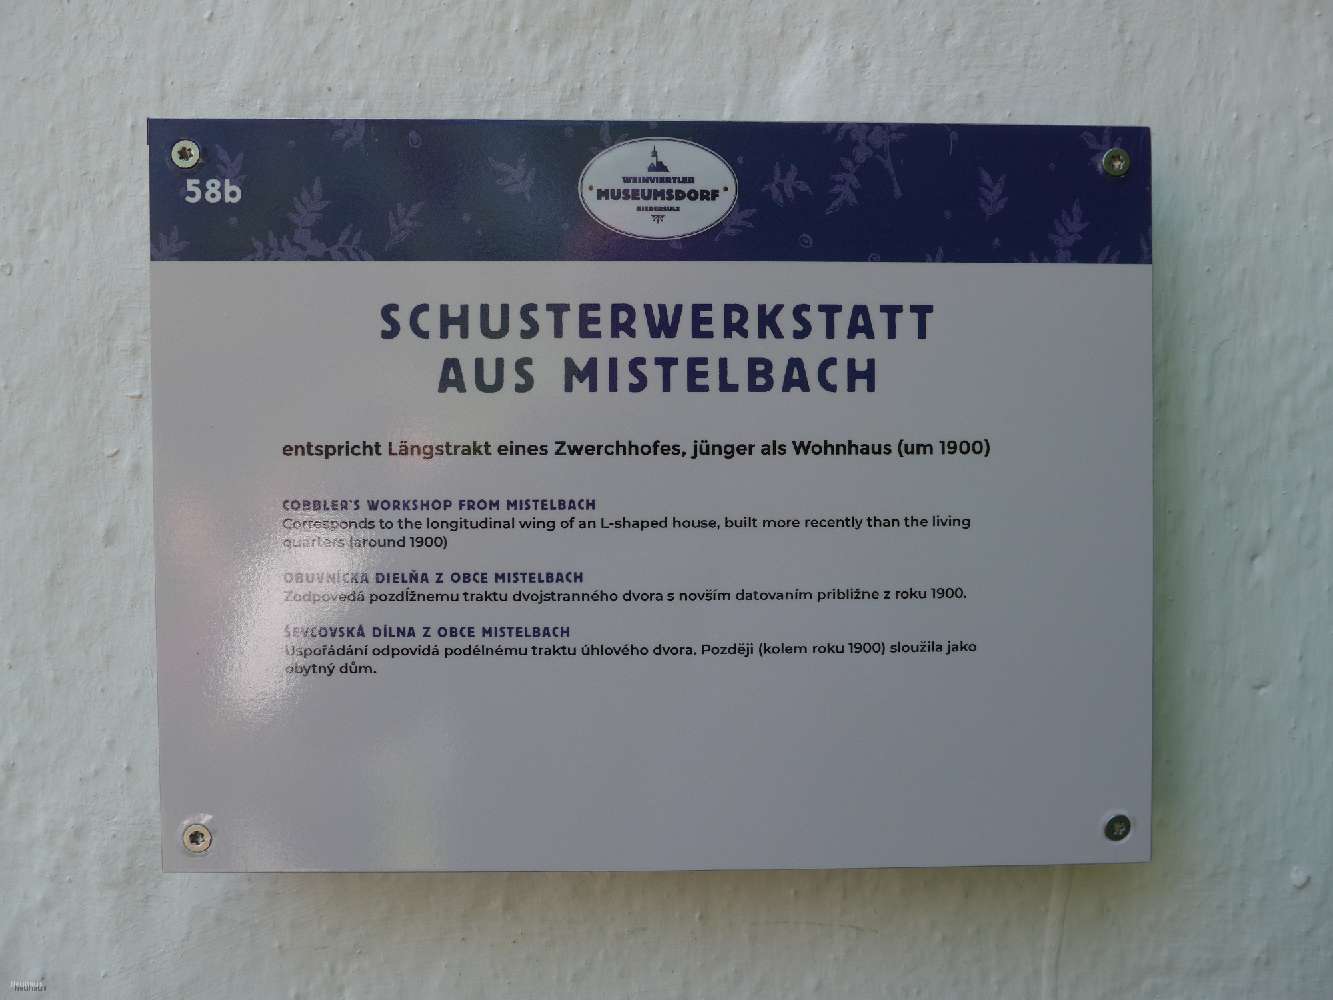 58b
WEINVIERTLER
MUSEUMSDORF
NIEDERSULZ
SCHUSTERWERKSTATT
AUS MISTELBACH
entspricht Längstrakt eines Zwerchhofes, jünger als Wohnhaus (um 1900)
COBBLER'S WORKSHOP FROM MISTELBACH
Corresponds to the longitudinal wing of an L-shaped house, built more recently than the living
quarters (around 1900)
OBUVNÍCKA DIELŇA Z OBCE MISTELBACH
Zodpovedá pozdĺžnemu traktu dvojstranného dvora s novším datovaním približne z roku 1900.
ŠEVCOVSKÁ DÍLNA Z OBCE MISTELBACH
Uspořádání odpovídá podélnému traktu úhlového dvora. Později (kolem roku 1900) sloužila jako
obytný dům.
Neuhaus